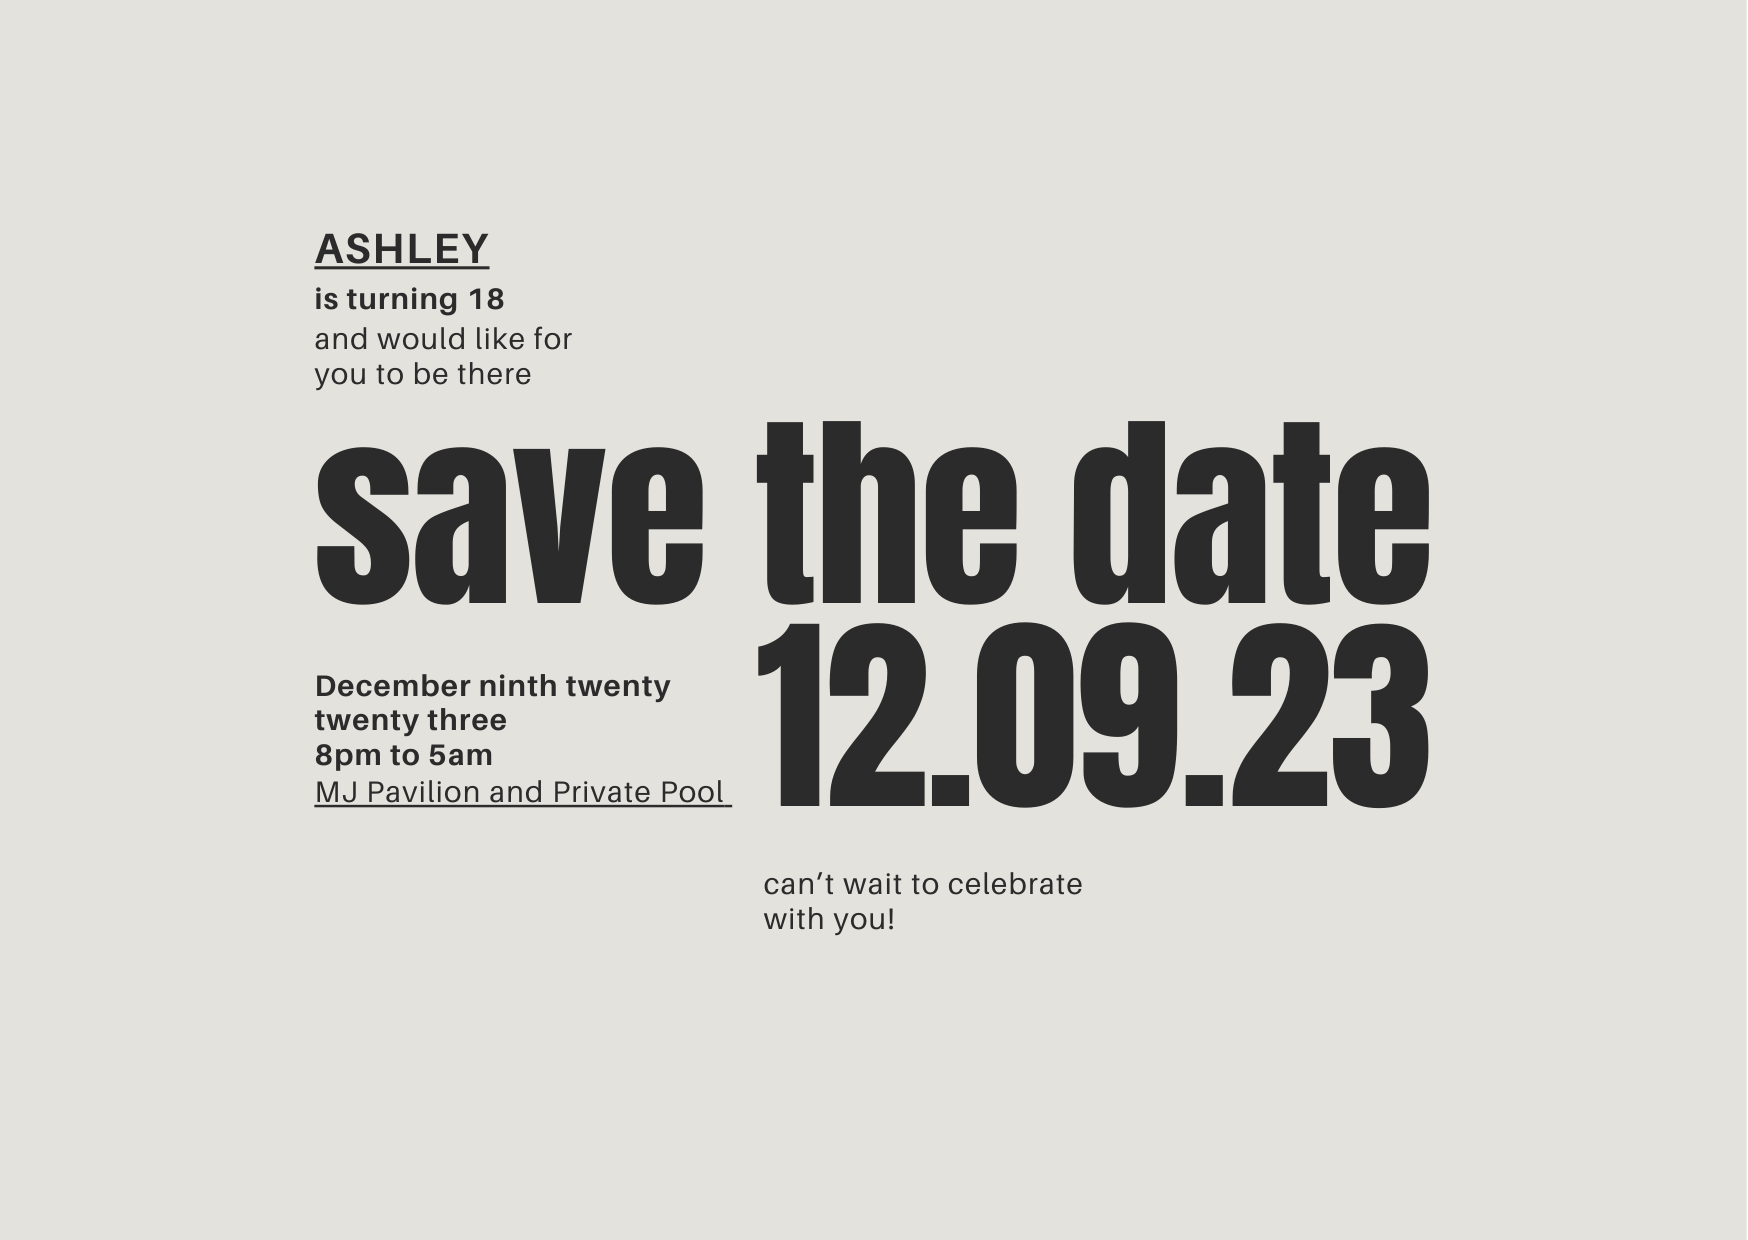 ASHLEY
is turning 18
and would like for
you to be there
save the date
12.09.23
December ninth twenty
twenty three
8pm to 5am
MJ Pavilion and Private Pool
can’t wait to celebrate
with you!